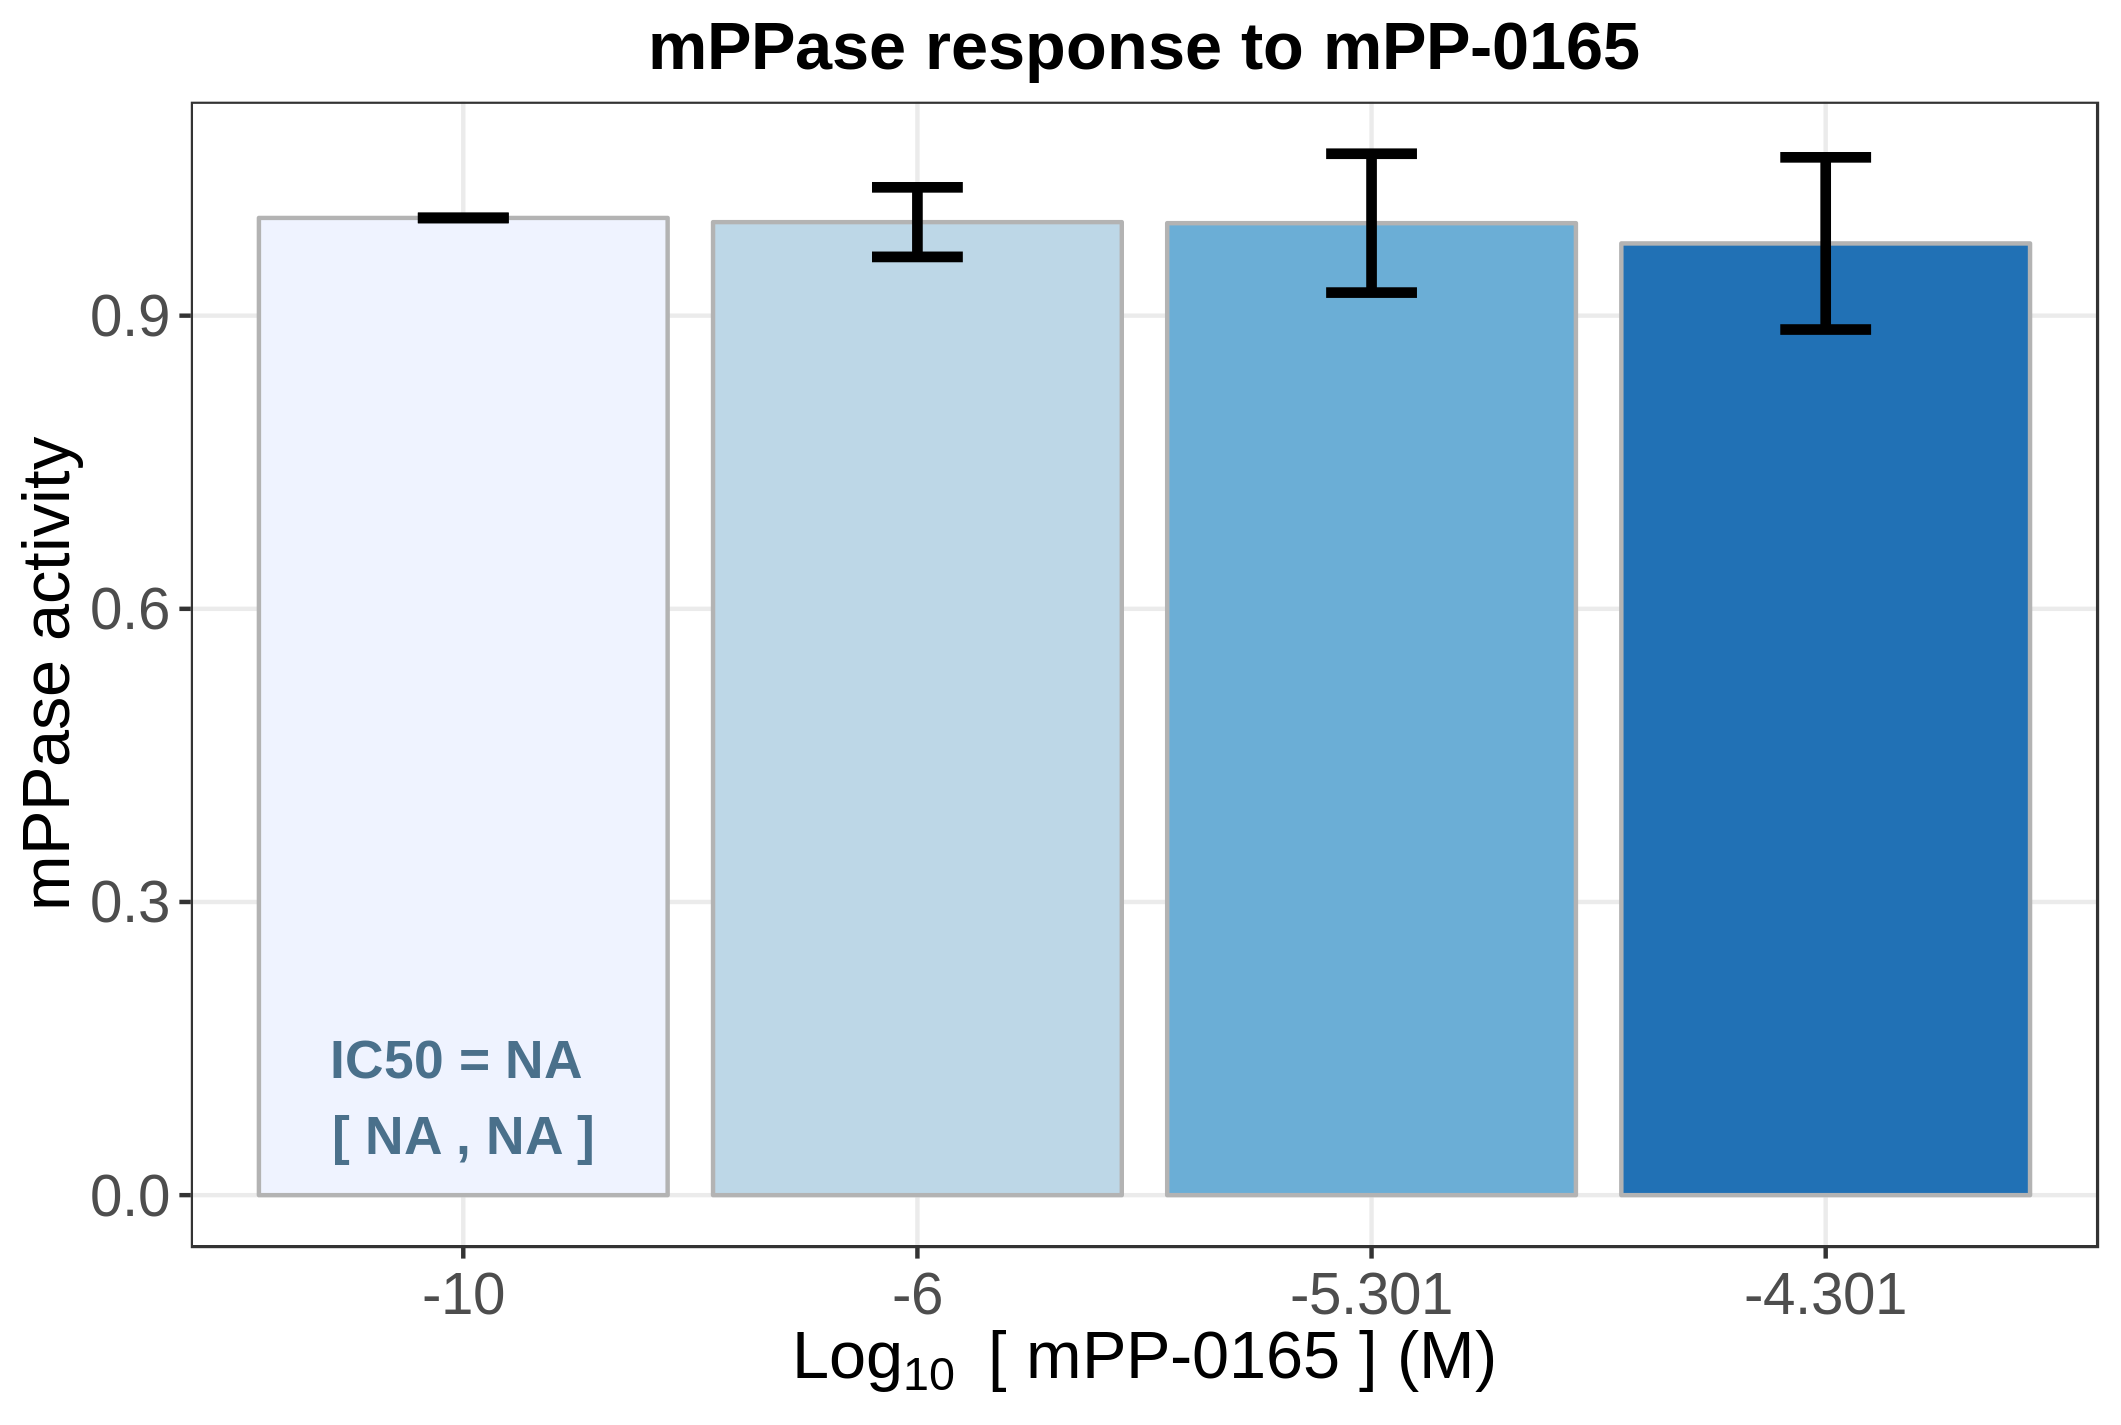 mPPase response to mPP-0165
mPPase activity
0.9
0.6
0.3
0.0
IC50 = NA
[ NA , NA ]
-10
-6
-5.301
-4.301
Log10 [ mPP-0165 ] (M)